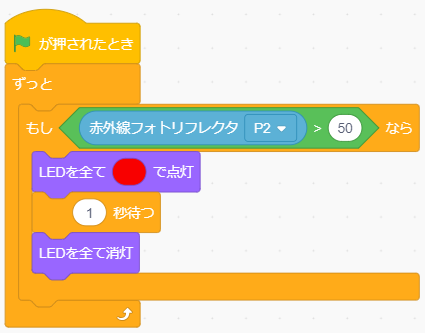 が押されたとき
ずっと
もし 赤外線フォトリフレクタ P2 > 50 なら
LEDを全て で点灯
1 秒待つ
LEDを全て消灯